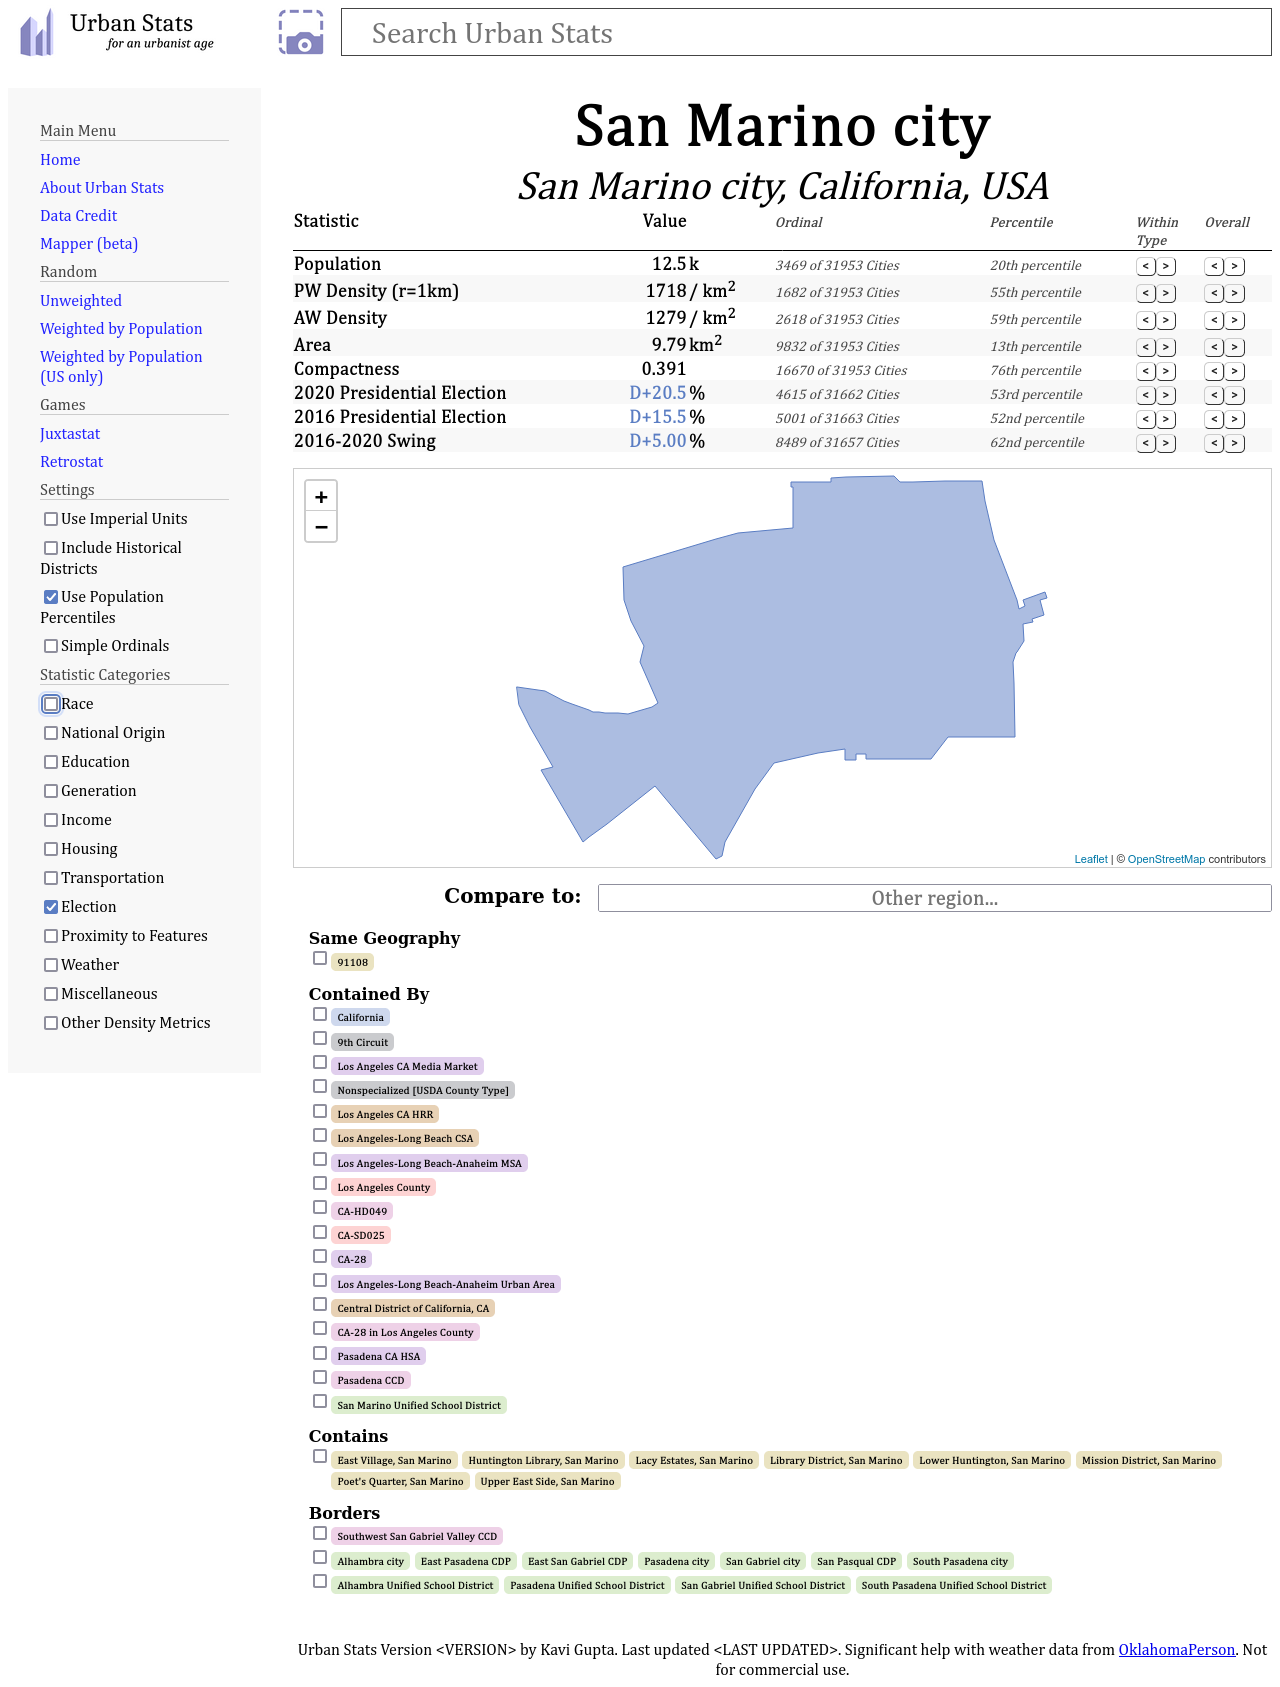 Urban Stats
for an urbanist age
Search Urban Stats
Main Menu
Home
About Urban Stats
Data Credit
Mapper (beta)
Random
Unweighted
Weighted by Population
Weighted by Population
(US only)
Games
Juxtastat
Retrostat
Settings
Use Imperial Units
Include Historical
Districts
Use Population
Percentiles
Simple Ordinals
Statistic Categories
Race
National Origin
Education
Generation
Income
Housing
Transportation
Election
Proximity to Features
Weather
Miscellaneous
Other Density Metrics
San Marino city
San Marino city, California, USA
Statistic Value Ordinal Percentile Within Type Overall
Population 12.5 k 3469 of 31953 Cities 20th percentile < > < >
PW Density (r=1km) 1718 / km² 1682 of 31953 Cities 55th percentile < > < >
AW Density 1279 / km² 2618 of 31953 Cities 59th percentile < > < >
Area 9.79 km² 9832 of 31953 Cities 13th percentile < > < >
Compactness 0.391 16670 of 31953 Cities 76th percentile < > < >
2020 Presidential Election D+20.5 % 4615 of 31662 Cities 53rd percentile < > < >
2016 Presidential Election D+15.5 % 5001 of 31663 Cities 52nd percentile < > < >
2016-2020 Swing D+5.00 % 8489 of 31657 Cities 62nd percentile < > < >
+
−
Leaflet | © OpenStreetMap contributors
Compare to: Other region...
Same Geography
91108
Contained By
California
9th Circuit
Los Angeles CA Media Market
Nonspecialized [USDA County Type]
Los Angeles CA HRR
Los Angeles-Long Beach CSA
Los Angeles-Long Beach-Anaheim MSA
Los Angeles County
CA-HD049
CA-SD025
CA-28
Los Angeles-Long Beach-Anaheim Urban Area
Central District of California, CA
CA-28 in Los Angeles County
Pasadena CA HSA
Pasadena CCD
San Marino Unified School District
Contains
East Village, San Marino Huntington Library, San Marino Lacy Estates, San Marino Library District, San Marino Lower Huntington, San Marino Mission District, San Marino
Poet's Quarter, San Marino Upper East Side, San Marino
Borders
Southwest San Gabriel Valley CCD
Alhambra city East Pasadena CDP East San Gabriel CDP Pasadena city San Gabriel city San Pasqual CDP South Pasadena city
Alhambra Unified School District Pasadena Unified School District San Gabriel Unified School District South Pasadena Unified School District
Urban Stats Version <VERSION> by Kavi Gupta. Last updated <LAST UPDATED>. Significant help with weather data from OklahomaPerson. Not
for commercial use.